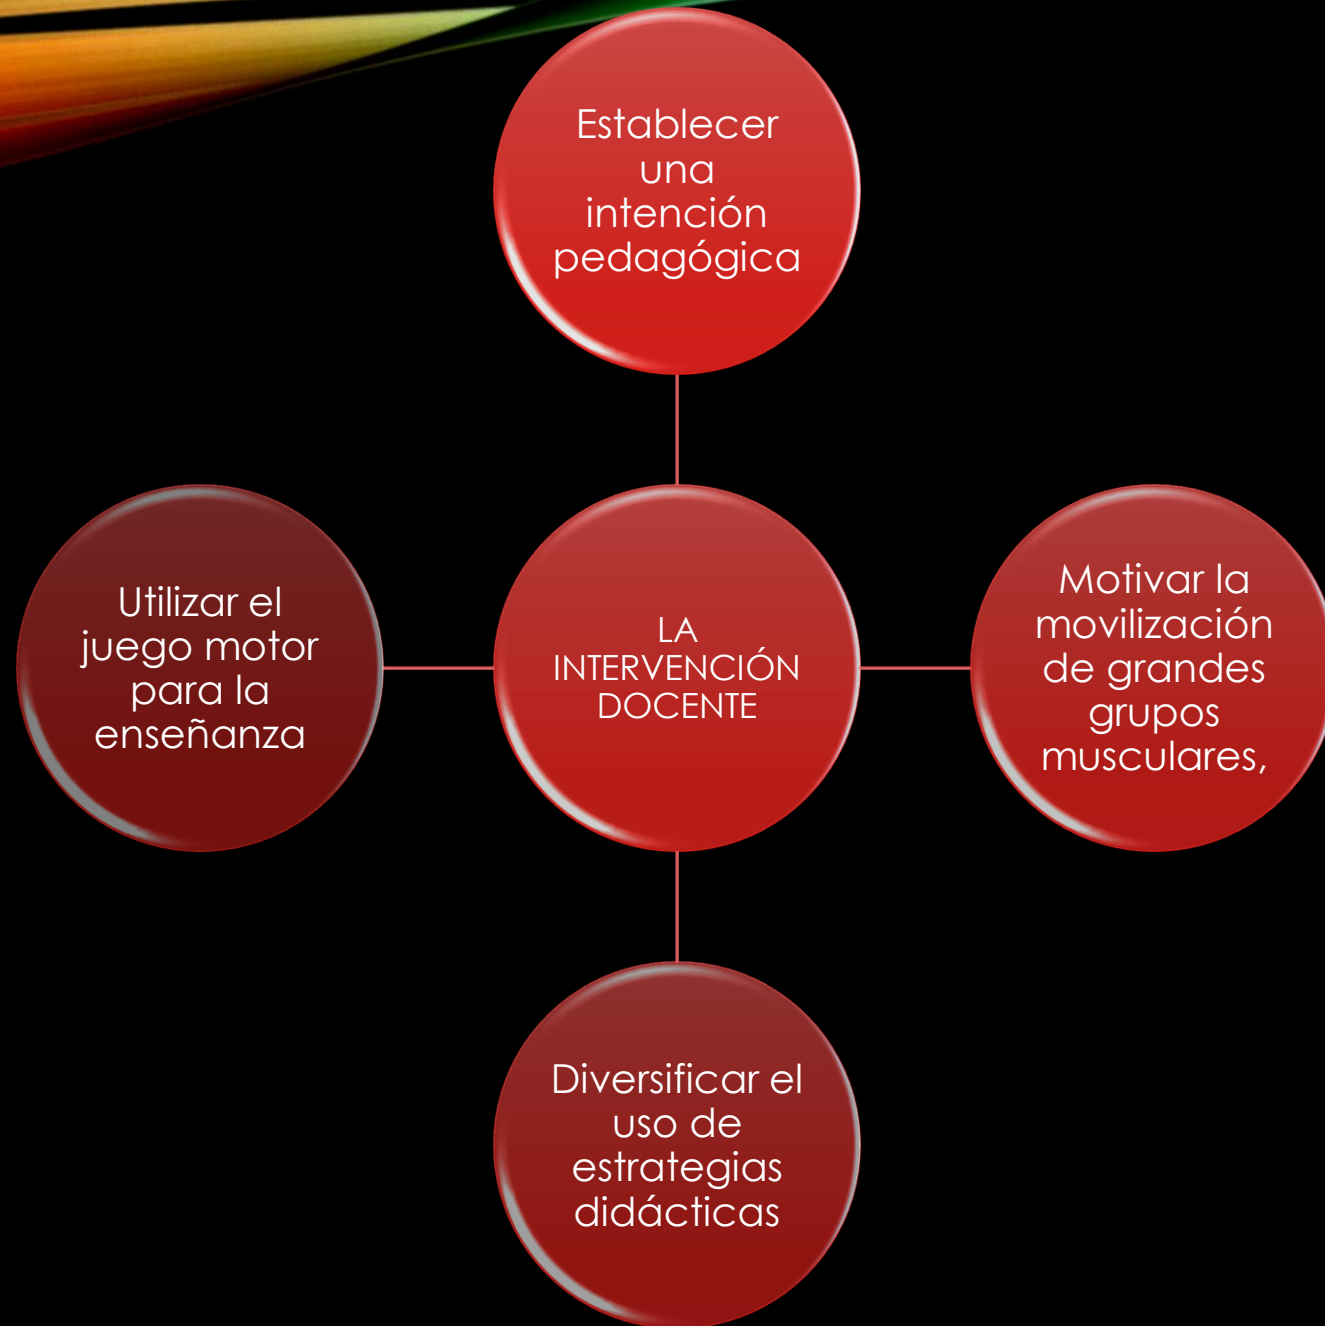 Establecer
una
intención
pedagógica
Utilizar el
juego motor
para la
enseñanza
LA
INTERVENCIÓN
DOCENTE
Motivar la
movilización
de grandes
grupos
musculares,
Diversificar el
uso de
estrategias
didácticas